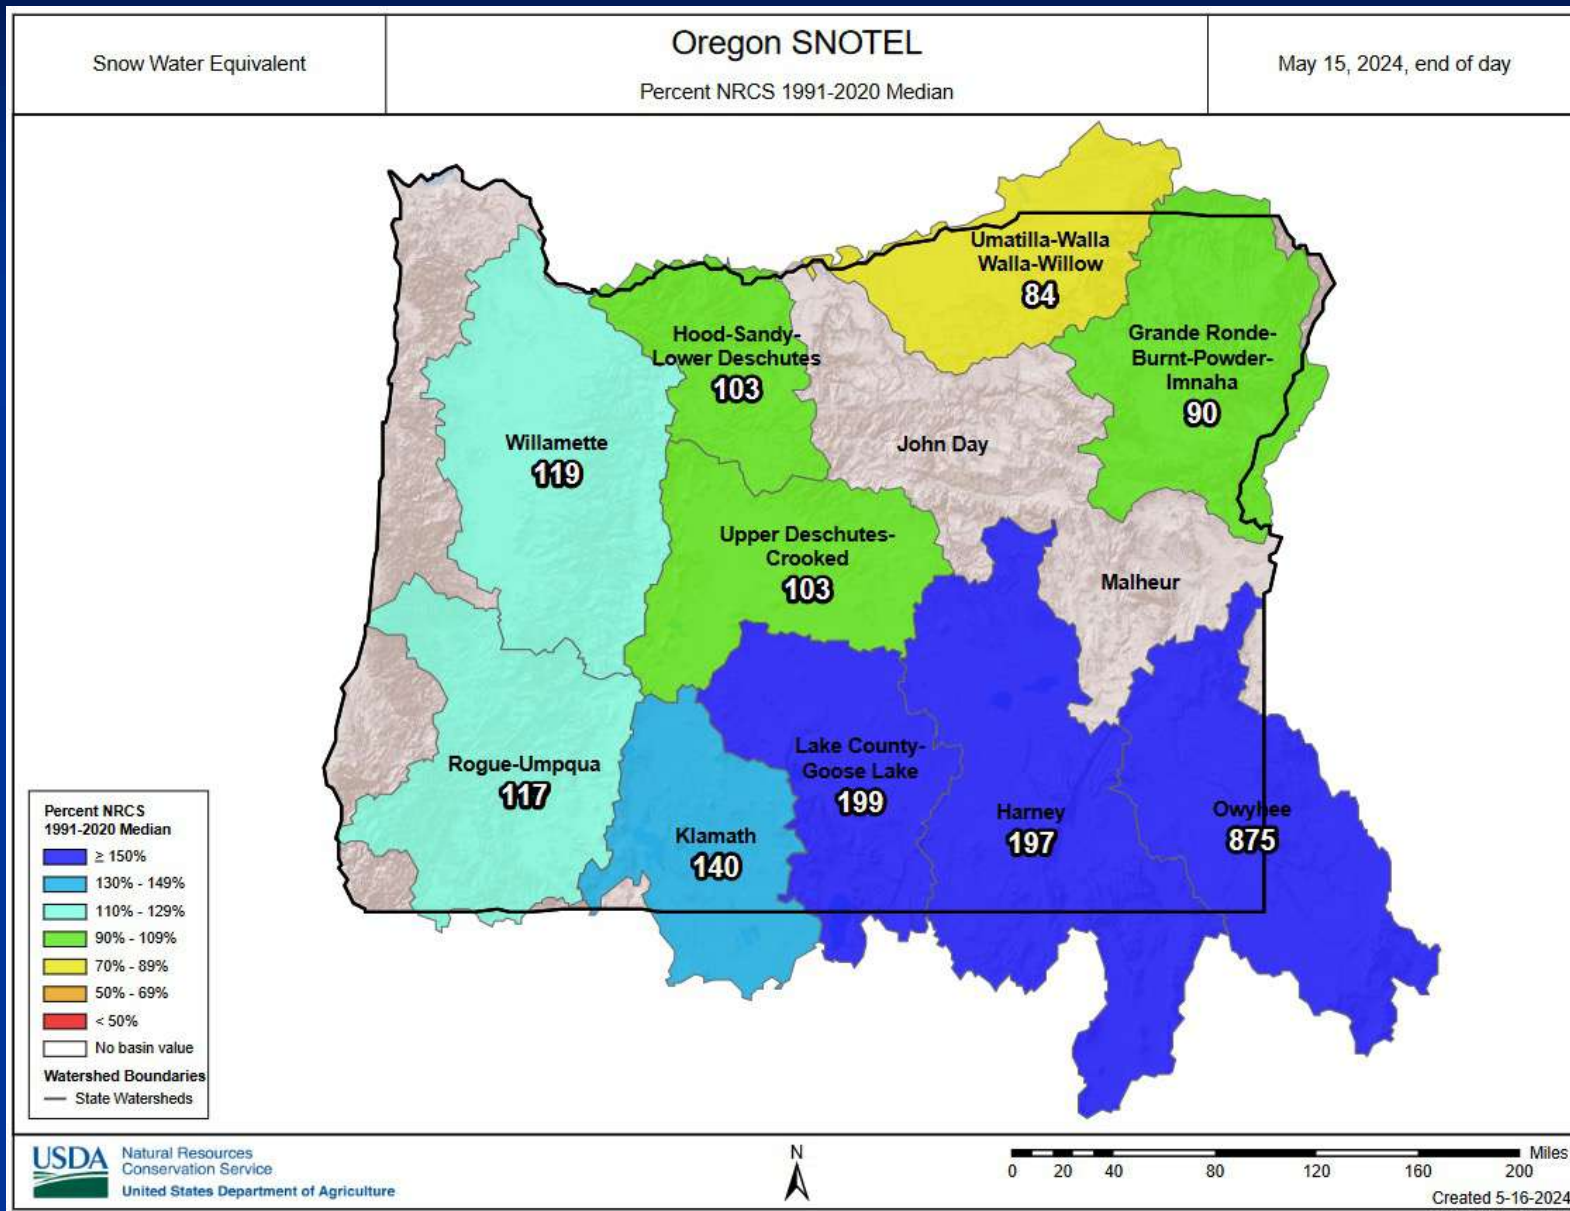 Snow Water Equivalent
Oregon SNOTEL
Percent NRCS 1991-2020 Median
May 15, 2024, end of day
Umatilla-Walla
Walla-Willow
84
Hood-Sandy-
Lower Deschutes
103
Grande Ronde-
Burnt-Powder-
Imnaha
90
Willamette
119
John Day
Upper Deschutes-
Crooked
103
Malheur
Rogue-Umpqua
117
Klamath
140
Lake County-
Goose Lake
199
Harney
197
Owyhee
875
Percent NRCS
1991-2020 Median
≥ 150%
130% - 149%
110% - 129%
90% - 109%
70% - 89%
50% - 69%
< 50%
No basin value
Watershed Boundaries
State Watersheds
USDA
Natural Resources
Conservation Service
United States Department of Agriculture
N
Miles
0 20 40 80 120 160 200
Created 5-16-2024